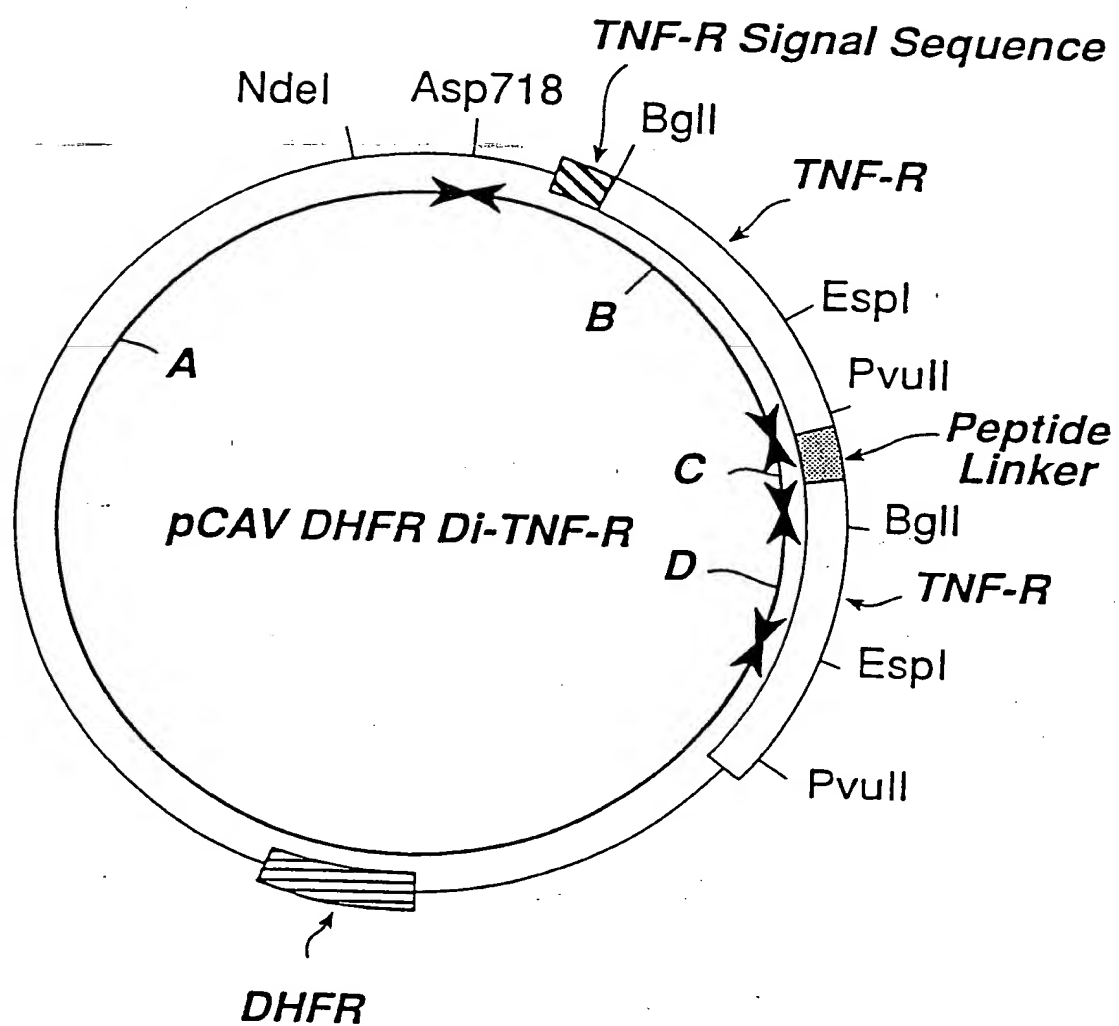 TNF-R Signal Sequence
NdeI
Asp718
BglI
TNF-R
B
EspI
A
PvuII
Peptide
Linker
C
pCAV DHFR Di-TNF-R
BglI
D
TNF-R
EspI
PvuII
DHFR